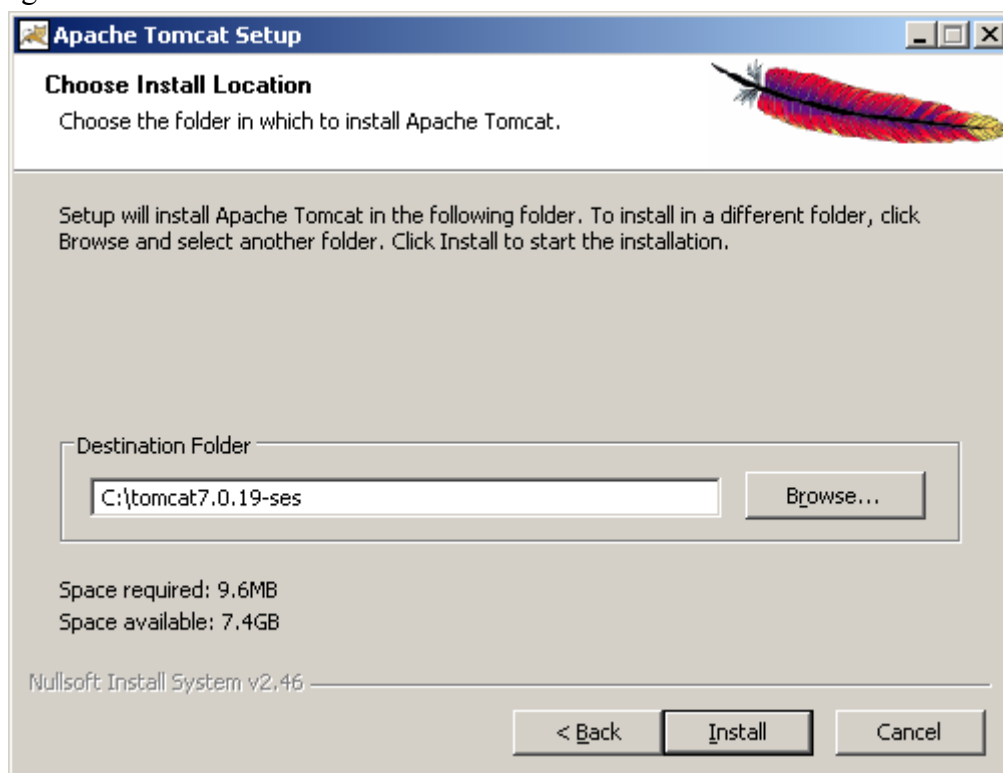 Apache Tomcat Setup
Choose Install Location
Choose the folder in which to install Apache Tomcat.
Setup will install Apache Tomcat in the following folder. To install in a different folder, click
Browse and select another folder. Click Install to start the installation.
Destination Folder
C:\tomcat7.0.19-ses
Browse...
Space required: 9.6MB
Space available: 7.4GB
Nullsoft Install System v2.46
< Back
Install
Cancel